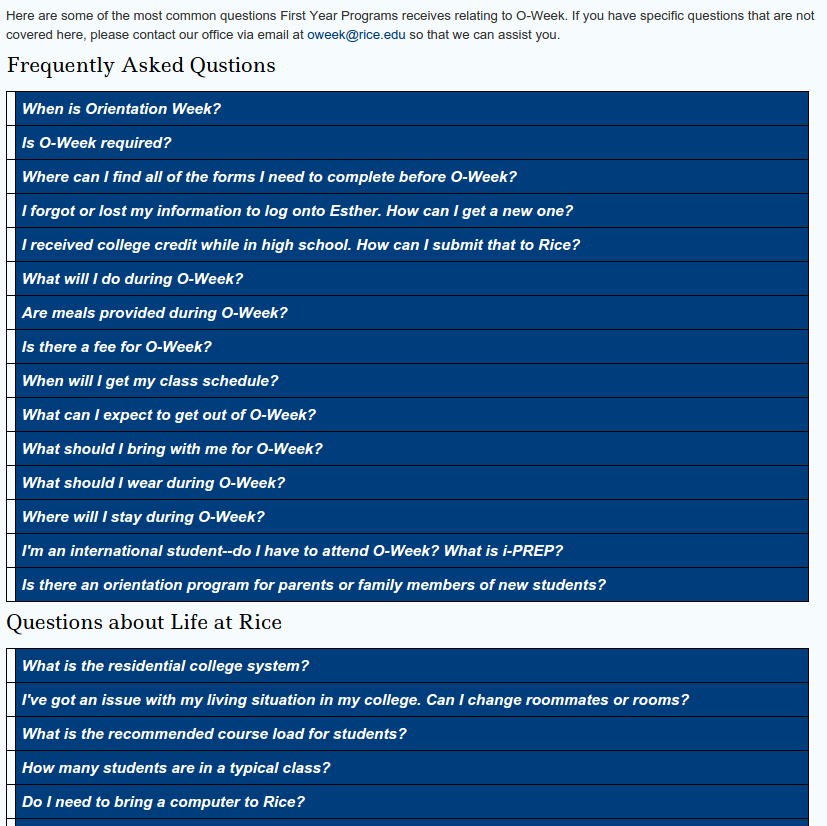 Here are some of the most common questions First Year Programs receives relating to O-Week. If you have specific questions that are not
covered here, please contact our office via email at oweek@rice.edu so that we can assist you.
Frequently Asked Qustions
When is Orientation Week?
Is O-Week required?
Where can I find all of the forms I need to complete before O-Week?
I forgot or lost my information to log onto Esther. How can I get a new one?
I received college credit while in high school. How can I submit that to Rice?
What will I do during O-Week?
Are meals provided during O-Week?
Is there a fee for O-Week?
When will I get my class schedule?
What can I expect to get out of O-Week?
What should I bring with me for O-Week?
What should I wear during O-Week?
Where will I stay during O-Week?
I'm an international student--do I have to attend O-Week? What is i-PREP?
Is there an orientation program for parents or family members of new students?
Questions about Life at Rice
What is the residential college system?
I've got an issue with my living situation in my college. Can I change roommates or rooms?
What is the recommended course load for students?
How many students are in a typical class?
Do I need to bring a computer to Rice?